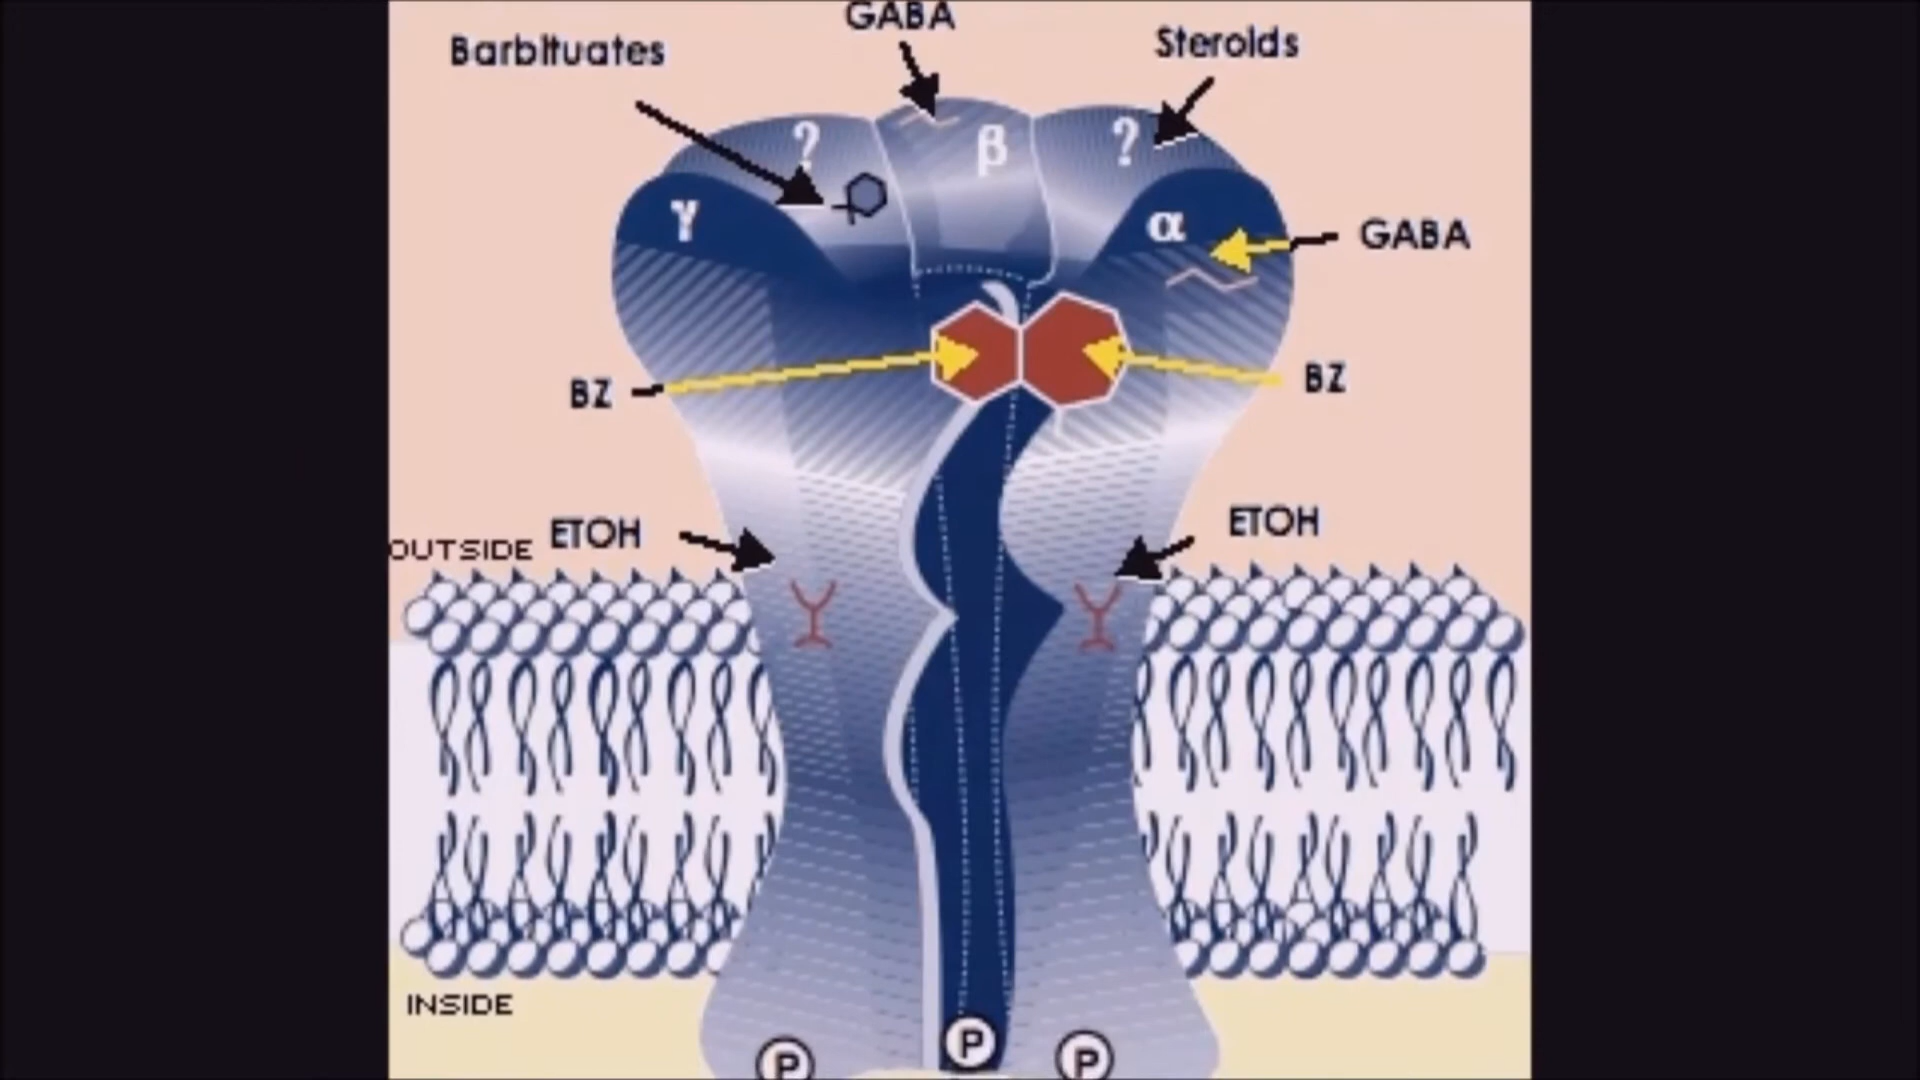 GABA
Barbituates
Steroids
? β ?
γ
α
GABA
BZ
BZ
ETOH
ETOH
OUTSIDE
INSIDE
P P P